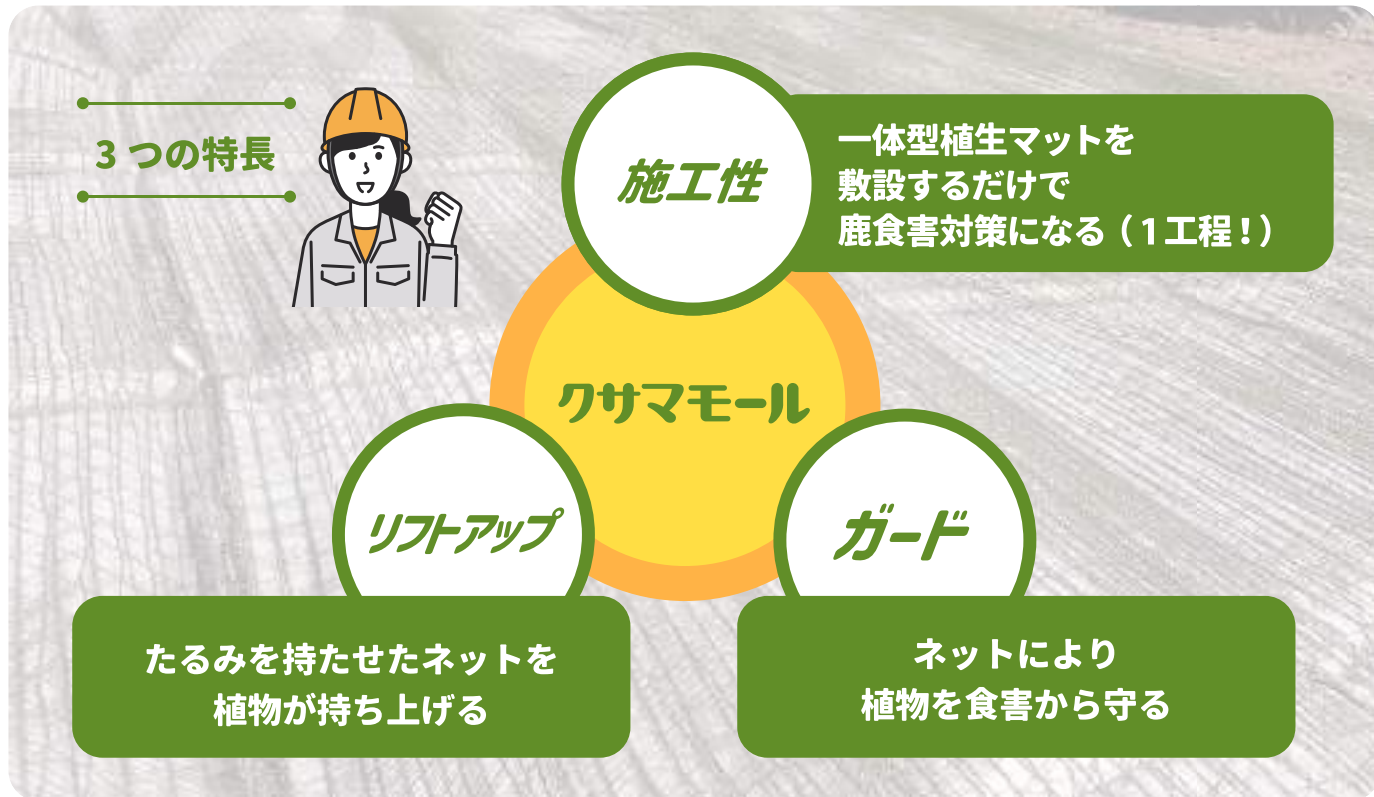 3つの特長
施工性
一体型植生マットを
敷設するだけで
鹿食害対策になる（1工程！）
クサマモール
リフトアップ
たるみを持たせたネットを
植物が持ち上げる
ガード
ネットにより
植物を食害から守る